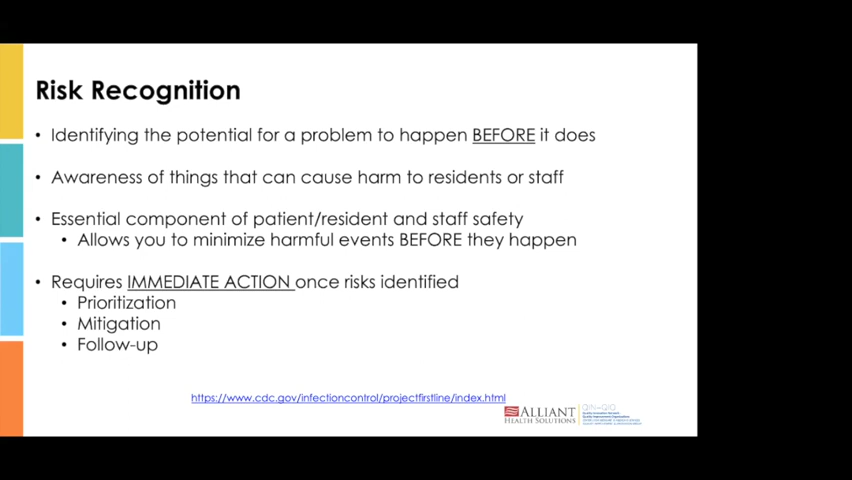 Risk Recognition
• Identifying the potential for a problem to happen BEFORE it does
• Awareness of things that can cause harm to residents or staff
• Essential component of patient/resident and staff safety
• Allows you to minimize harmful events BEFORE they happen
• Requires IMMEDIATE ACTION once risks identified
• Prioritization
• Mitigation
• Follow-up
https://www.cdc.gov/infectioncontrol/projectfirstline/index.html
ALLIANT
HEALTH SOLUTIONS